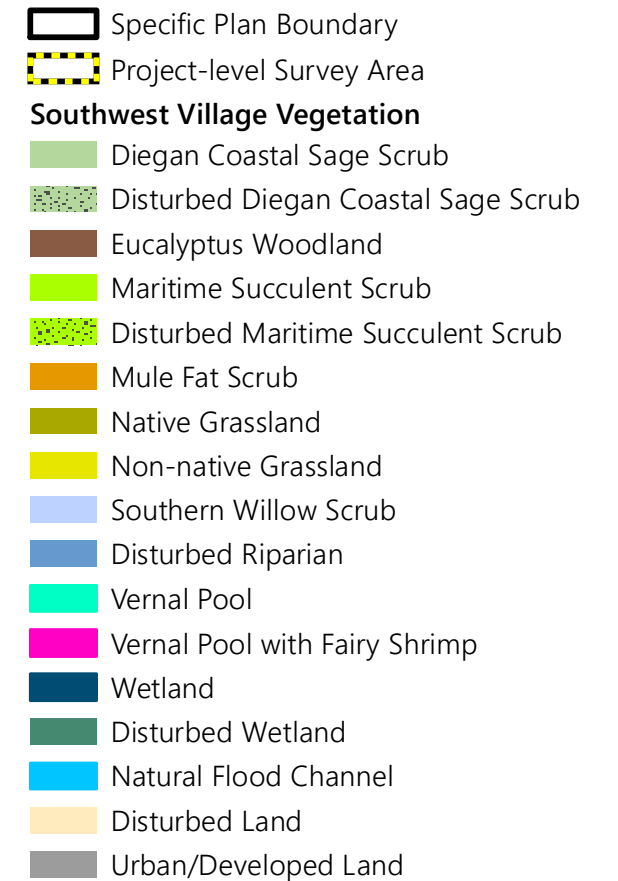 Specific Plan Boundary
Project-level Survey Area
Southwest Village Vegetation
Diegan Coastal Sage Scrub
Disturbed Diegan Coastal Sage Scrub
Eucalyptus Woodland
Maritime Succulent Scrub
Disturbed Maritime Succulent Scrub
Mule Fat Scrub
Native Grassland
Non-native Grassland
Southern Willow Scrub
Disturbed Riparian
Vernal Pool
Vernal Pool with Fairy Shrimp
Wetland
Disturbed Wetland
Natural Flood Channel
Disturbed Land
Urban/Developed Land